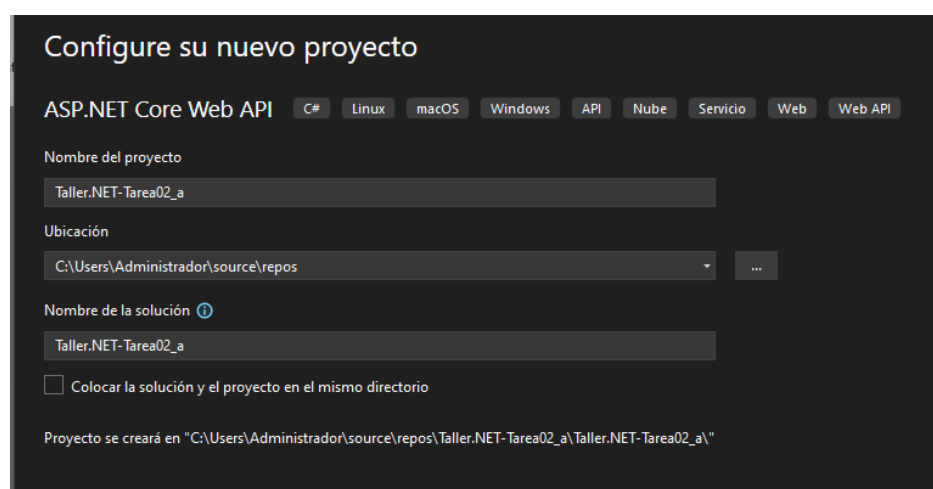 Configure su nuevo proyecto
ASP.NET Core Web API C# Linux macOS Windows API Nube Servicio Web Web API
Nombre del proyecto
Taller.NET-Tarea02_a
Ubicación
C:\Users\Administrador\source\repos
...
Nombre de la solución
Taller.NET-Tarea02_a
Colocar la solución y el proyecto en el mismo directorio
Proyecto se creará en "C:\Users\Administrador\source\repos\Taller.NET-Tarea02_a\Taller.NET-Tarea02_a\"